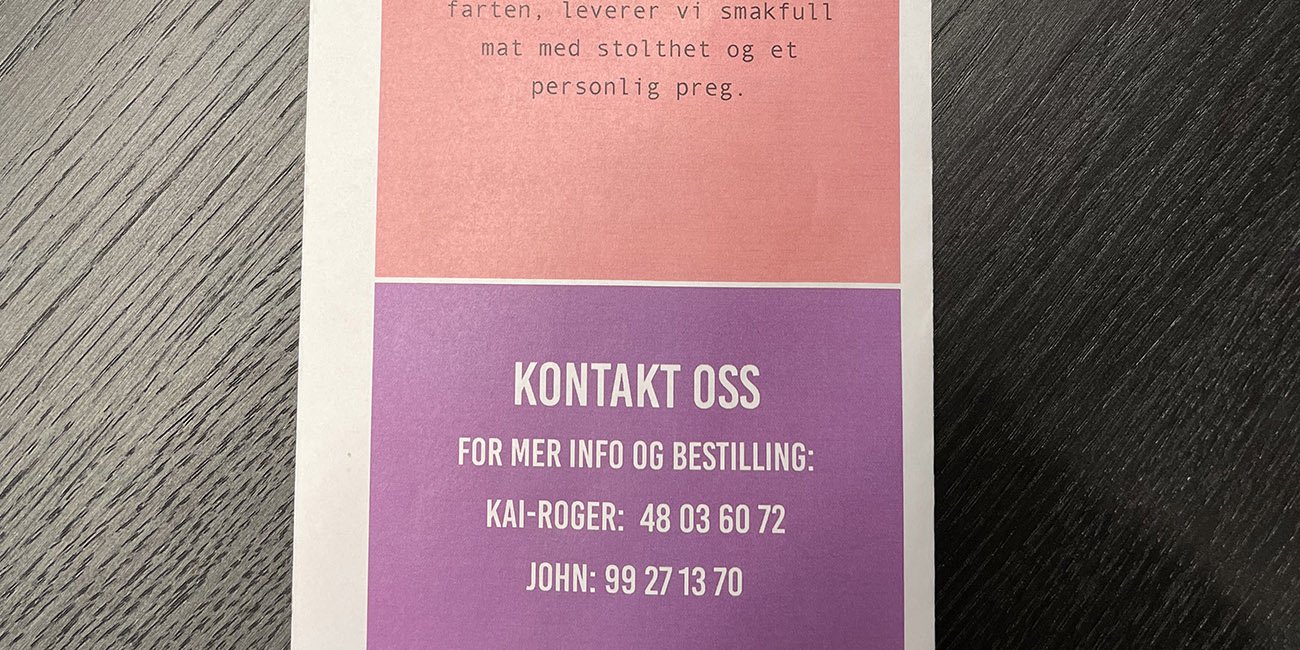 farten, leverer vi smakfull
mat med stolthet og et
personlig preg.
KONTAKT OSS
FOR MER INFO OG BESTILLING:
KAI-ROGER: 48 03 60 72
JOHN: 99 27 13 70